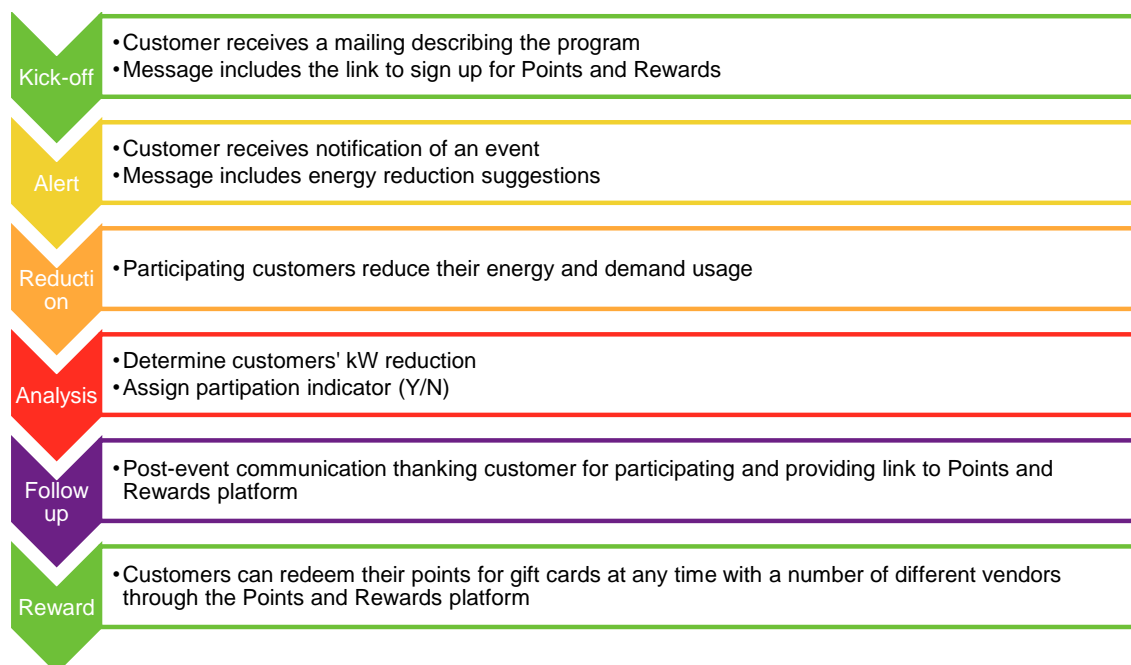 Kick-off
•Customer receives a mailing describing the program
•Message includes the link to sign up for Points and Rewards
Alert
•Customer receives notification of an event
•Message includes energy reduction suggestions
Reducti
on
•Participating customers reduce their energy and demand usage
Analysis
•Determine customers' kW reduction
•Assign partipation indicator (Y/N)
Follow
up
•Post-event communication thanking customer for participating and providing link to Points and
Rewards platform
Reward
•Customers can redeem their points for gift cards at any time with a number of different vendors
through the Points and Rewards platform